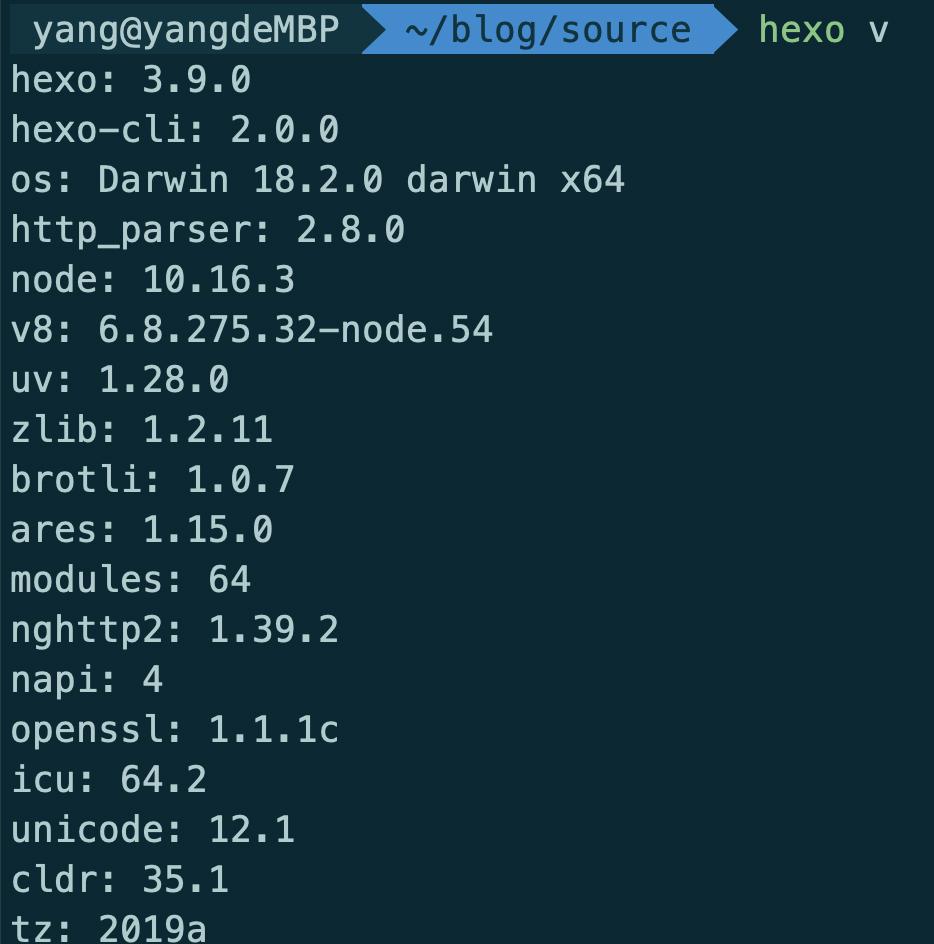 yang@yangdeMBP ~/blog/source hexo v
hexo: 3.9.0
hexo-cli: 2.0.0
os: Darwin 18.2.0 darwin x64
http_parser: 2.8.0
node: 10.16.3
v8: 6.8.275.32-node.54
uv: 1.28.0
zlib: 1.2.11
brotli: 1.0.7
ares: 1.15.0
modules: 64
nghttp2: 1.39.2
napi: 4
openssl: 1.1.1c
icu: 64.2
unicode: 12.1
cldr: 35.1
tz: 2019a